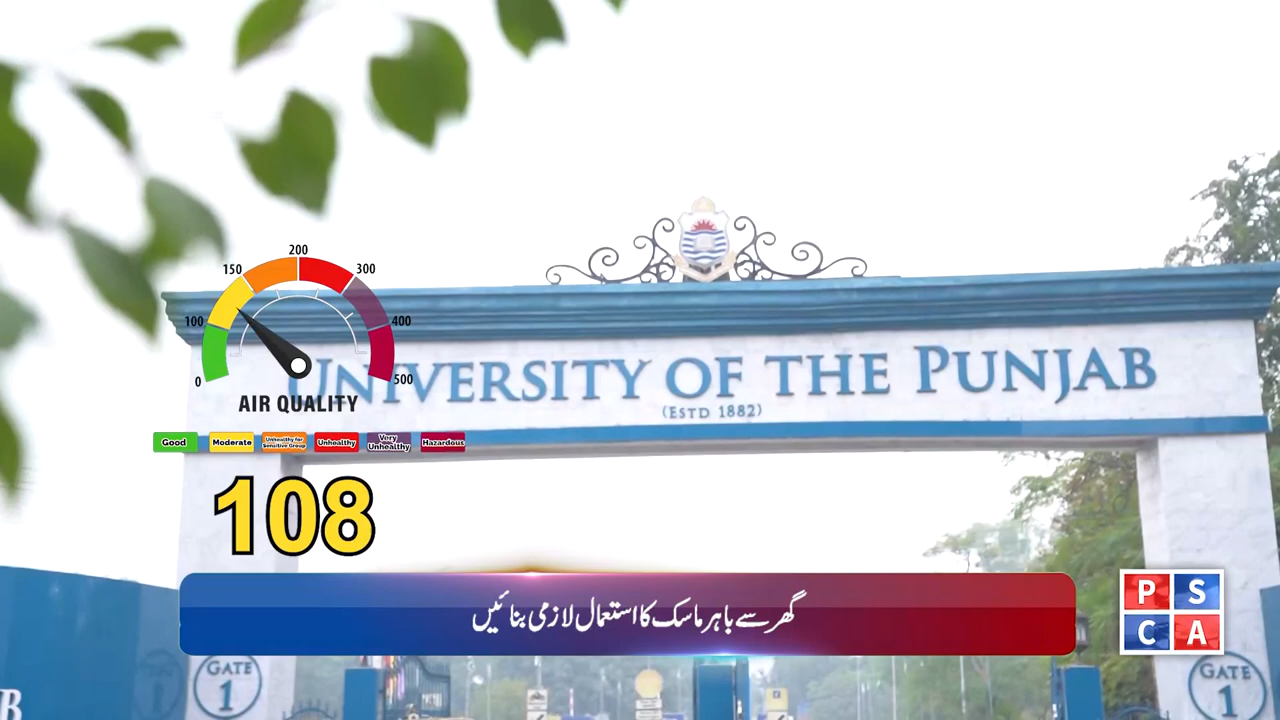 UNIVERSITY OF THE PUNJAB
(ESTD 1882)
200
150
300
100
400
0
500
AIR QUALITY
Good
Moderate
Unhealthy for
Sensitive Group
Unhealthy
Very
Unhealthy
Hazardous
108
گھر سے باہر ماسک کا استعمال لازمی بنائیں
P S
C A
GATE
1
GATE
1